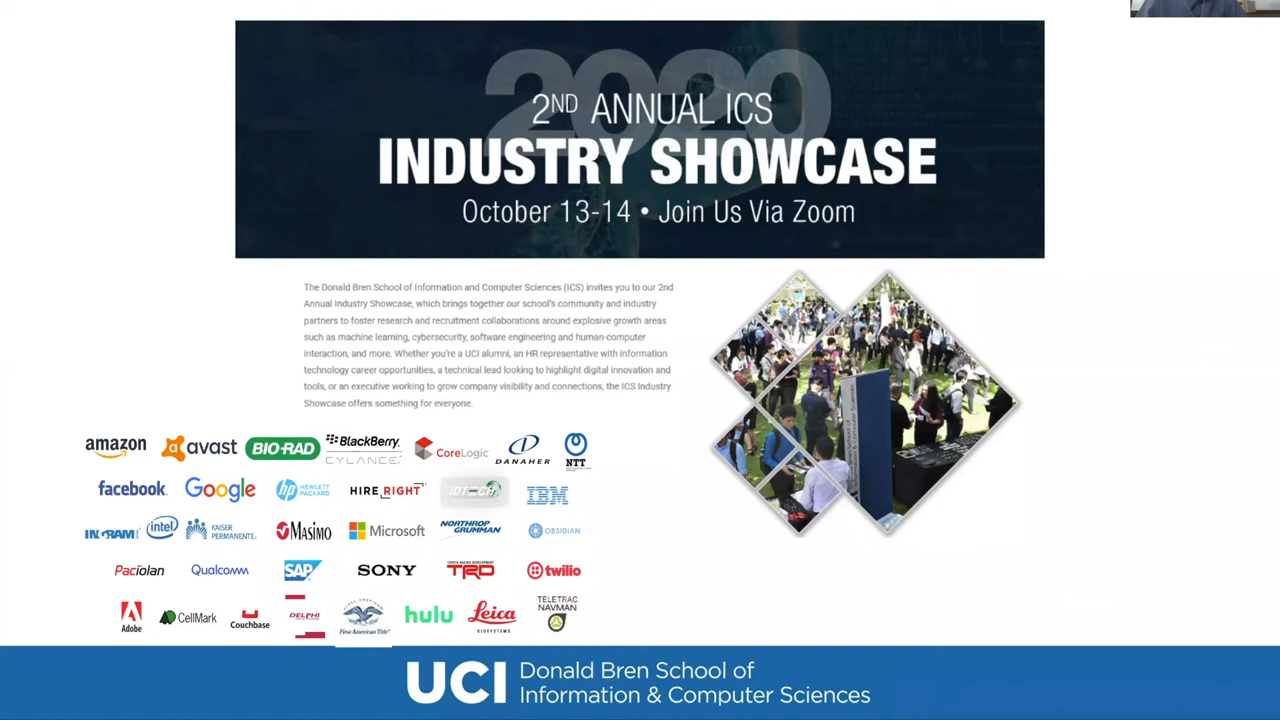 2020
2ND ANNUAL ICS
INDUSTRY SHOWCASE
October 13-14 • Join Us Via Zoom
The Donald Bren School of Information and Computer Sciences (ICS) invites you to our 2nd
Annual Industry Showcase, which brings together our school's community and industry
partners to foster research and recruitment collaborations around explosive growth areas
such as machine learning, cybersecurity, software engineering and human-computer
interaction, and more. Whether you're a UCI alumni, an HR representative with information
technology career opportunities, a technical lead looking to highlight digital innovation and
tools, or an executive working to grow company visibility and connections, the ICS Industry
Showcase offers something for everyone.
amazon avast BIO-RAD BlackBerry. CYLANCE CoreLogic DANAHER NTT
facebook. Google hp HEWLETT PACKARD HIRERIGHT IOTECH IBM
INGRAM intel KAISER PERMANENTE. MASIMO Microsoft NORTHROP GRUMMAN OBSIDIAN
Paciolan Qualcomm SAP SONY TRD twilio
Adobe CellMark Couchbase DELPHI First American Title hulu Leica BIOSYSTEMS TELETRAC NAVMAN
UCI Donald Bren School of
Information & Computer Sciences